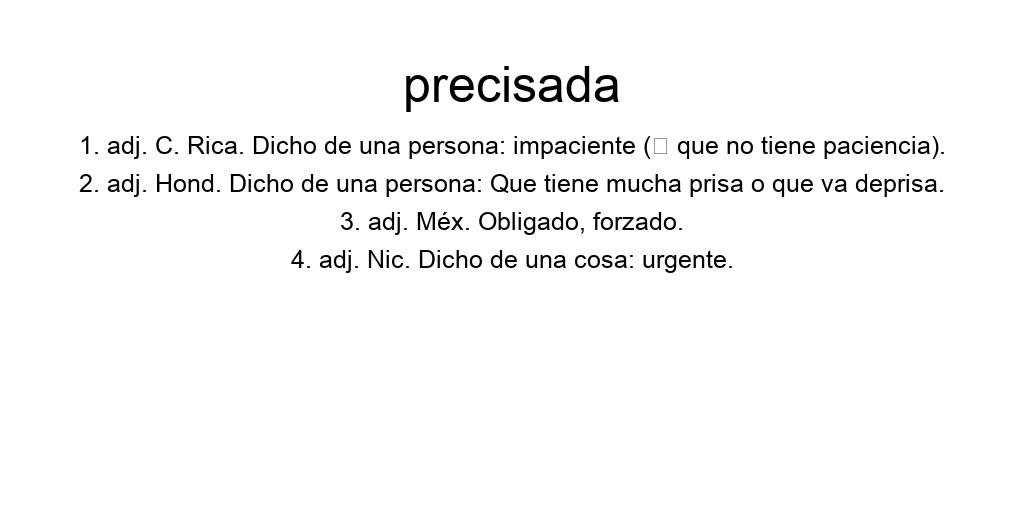 precisada
1. adj. C. Rica. Dicho de una persona: impaciente (▯ que no tiene paciencia).
2. adj. Hond. Dicho de una persona: Que tiene mucha prisa o que va deprisa.
3. adj. Méx. Obligado, forzado.
4. adj. Nic. Dicho de una cosa: urgente.